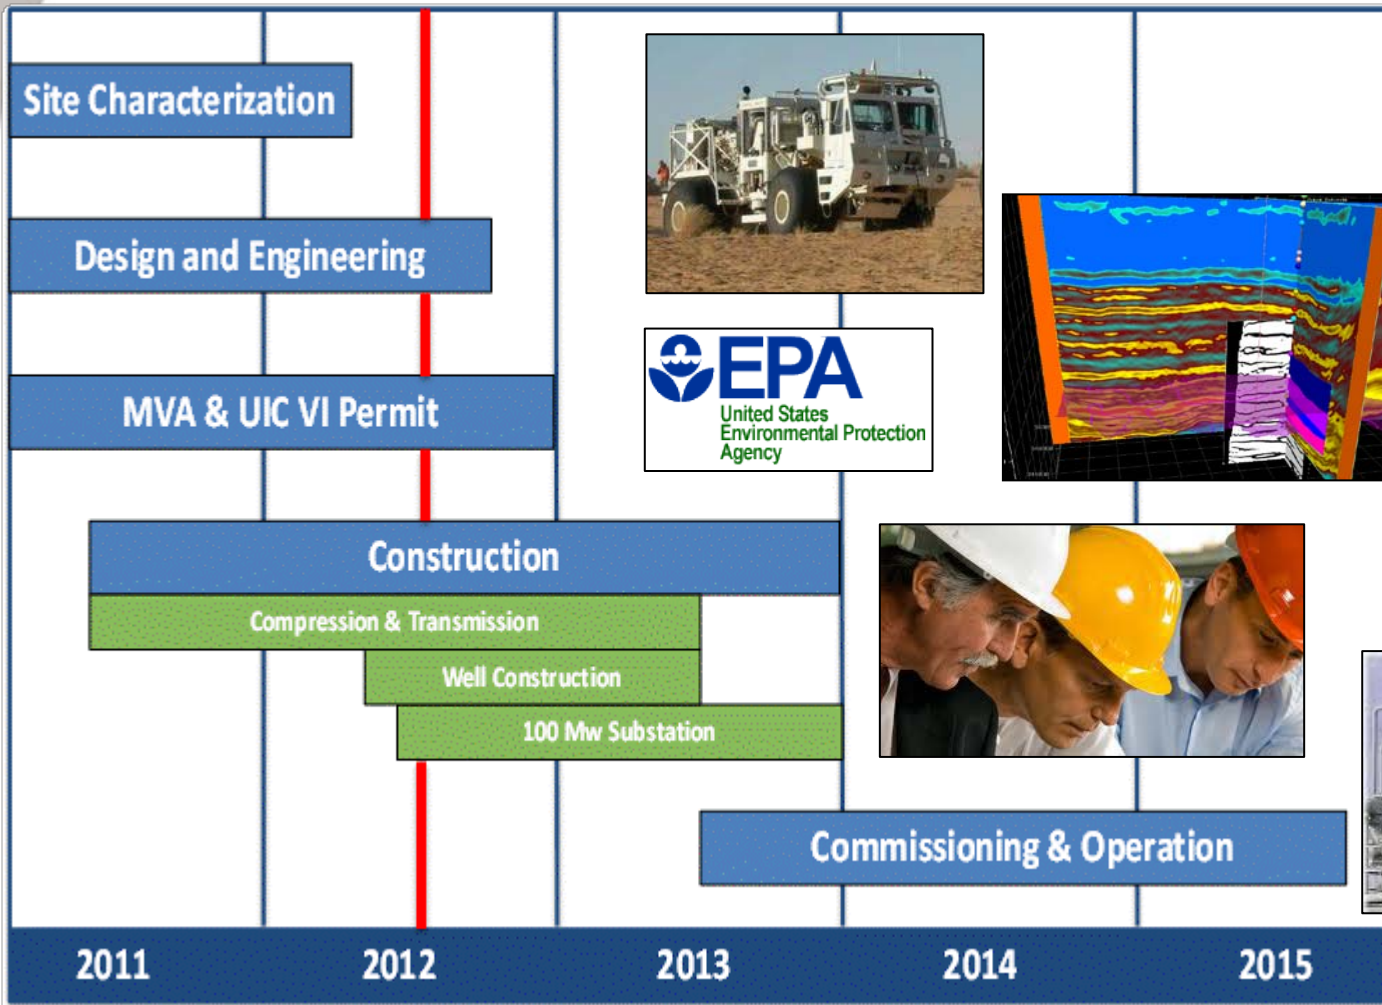 Site Characterization
Design and Engineering
MVA & UIC VI Permit
EPA
United States
Environmental Protection
Agency
Construction
Compression & Transmission
Well Construction
100 Mw Substation
Commissioning & Operation
2011 2012 2013 2014 2015